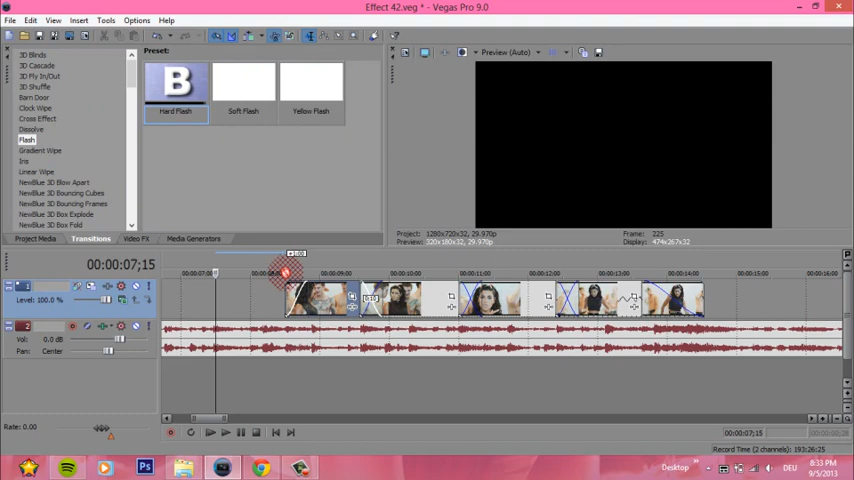 Effect 42.veg * - Vegas Pro 9.0
File Edit View Insert Tools Options Help
3D Blinds
3D Cascade
3D Fly In/Out
3D Shuffle
Barn Door
Clock Wipe
Cross Effect
Dissolve
Flash
Gradient Wipe
Iris
Linear Wipe
NewBlue 3D Blow Apart
NewBlue 3D Bouncing Cubes
NewBlue 3D Bouncing Frames
NewBlue 3D Box Explode
NewBlue 3D Box Fold
Preset:
B
Hard Flash Soft Flash Yellow Flash
Preview (Auto)
Project: 1280x720x32, 29.970p
Preview: 320x180x32, 29.970p
Frame: 225
Display: 474x267x32
Project Media Transitions Video FX Media Generators
+1:00
00:00:07;15
00:00:07:00 00:00:09:00 00:00:10:00 00:00:11:00 00:00:12:00 00:00:13:00 00:00:14:00 00:00:15:00 00:00:16:00
1
Level: 100.0 %
2
Vol: 0.0 dB
Pan: Center
Rate: 0.00
00:00:07;15
Record Time (2 channels): 193:26:25
Ps
Desktop
DEU
8:33 PM
9/5/2013